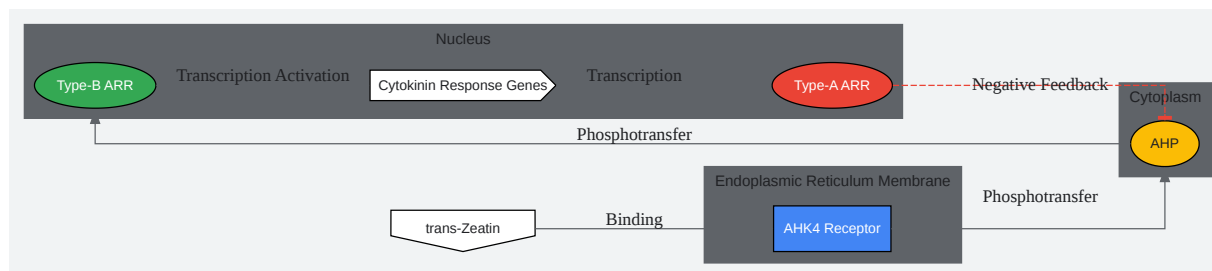 Nucleus
Type-B ARR
Transcription Activation
Cytokinin Response Genes
Transcription
Type-A ARR
Negative Feedback
Cytoplasm
AHP
Phosphotransfer
Endoplasmic Reticulum Membrane
Phosphotransfer
trans-Zeatin
Binding
AHK4 Receptor